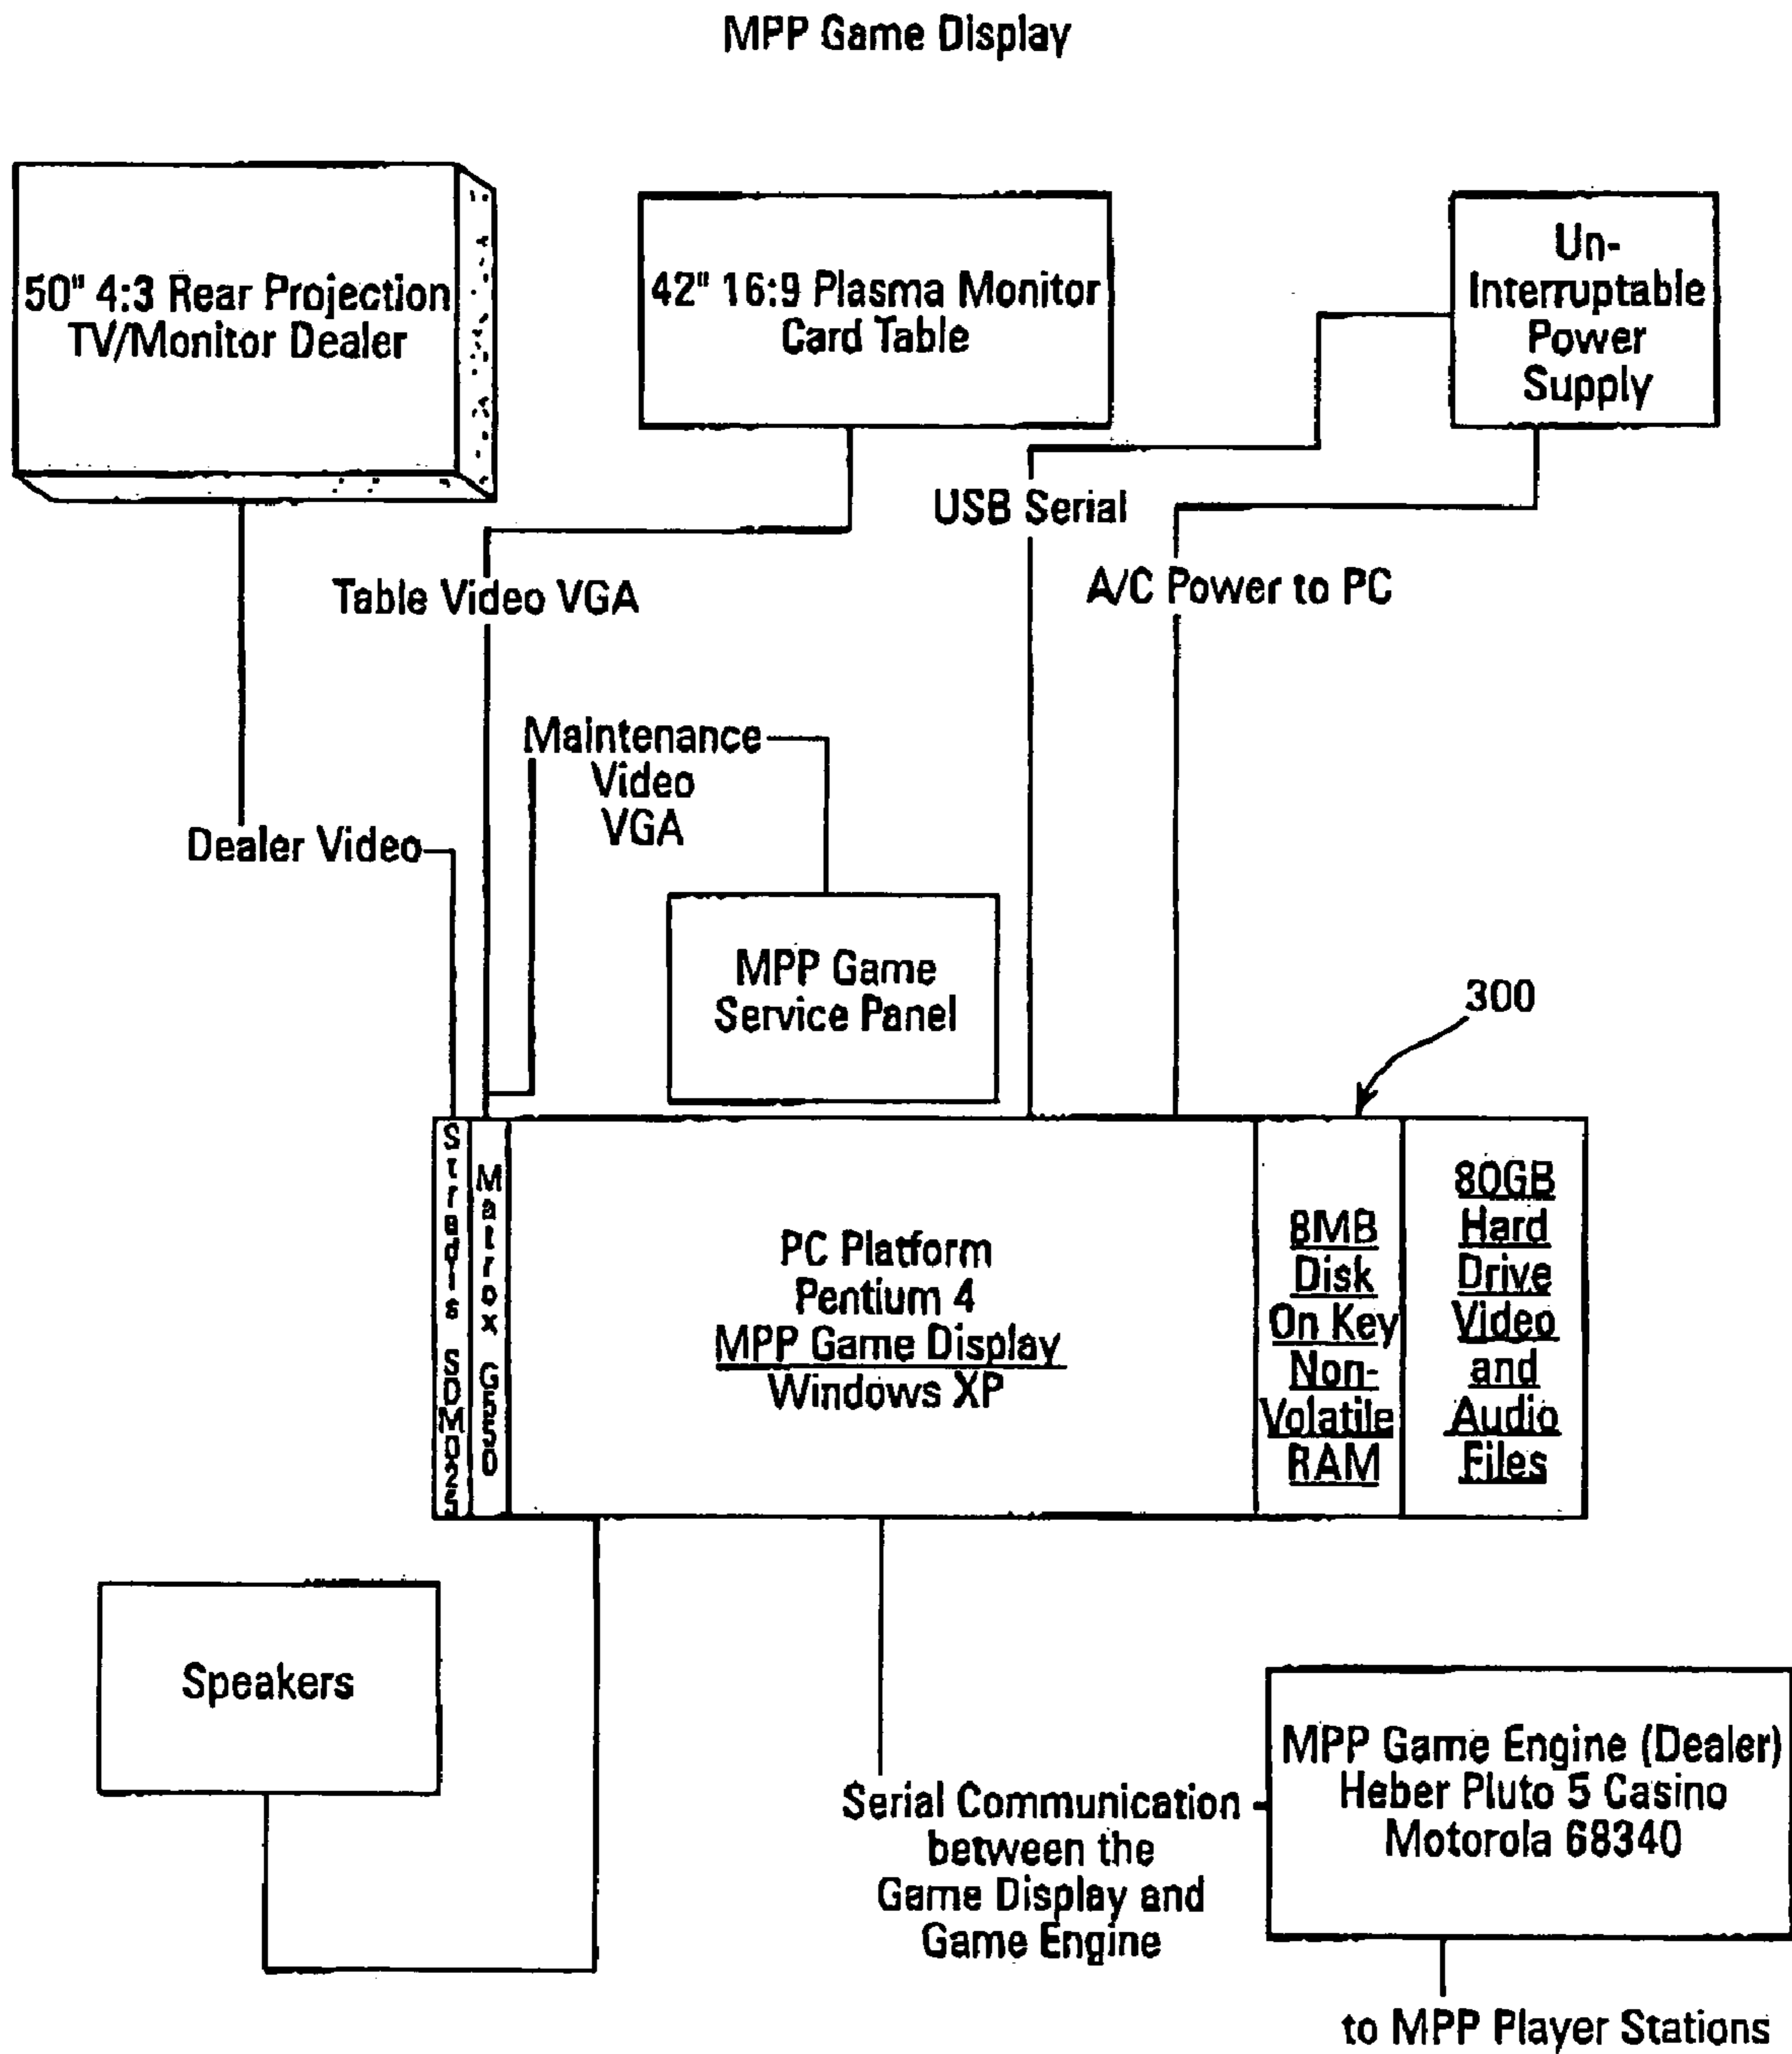 MPP Game Display
50" 4:3 Rear Projection
TV/Monitor Dealer
42" 16:9 Plasma Monitor
Card Table
Un-
Interruptable
Power
Supply
USB Serial
Table Video VGA
A/C Power to PC
Maintenance
Video
VGA
Dealer Video
MPP Game
Service Panel
300
Stradis SDM025
Matrox G550
PC Platform
Pentium 4
MPP Game Display
Windows XP
8MB
Disk
On Key
Non-
Volatile
RAM
80GB
Hard
Drive
Video
and
Audio
Files
Speakers
Serial Communication
between the
Game Display and
Game Engine
MPP Game Engine (Dealer)
Heber Pluto 5 Casino
Motorola 68340
to MPP Player Stations